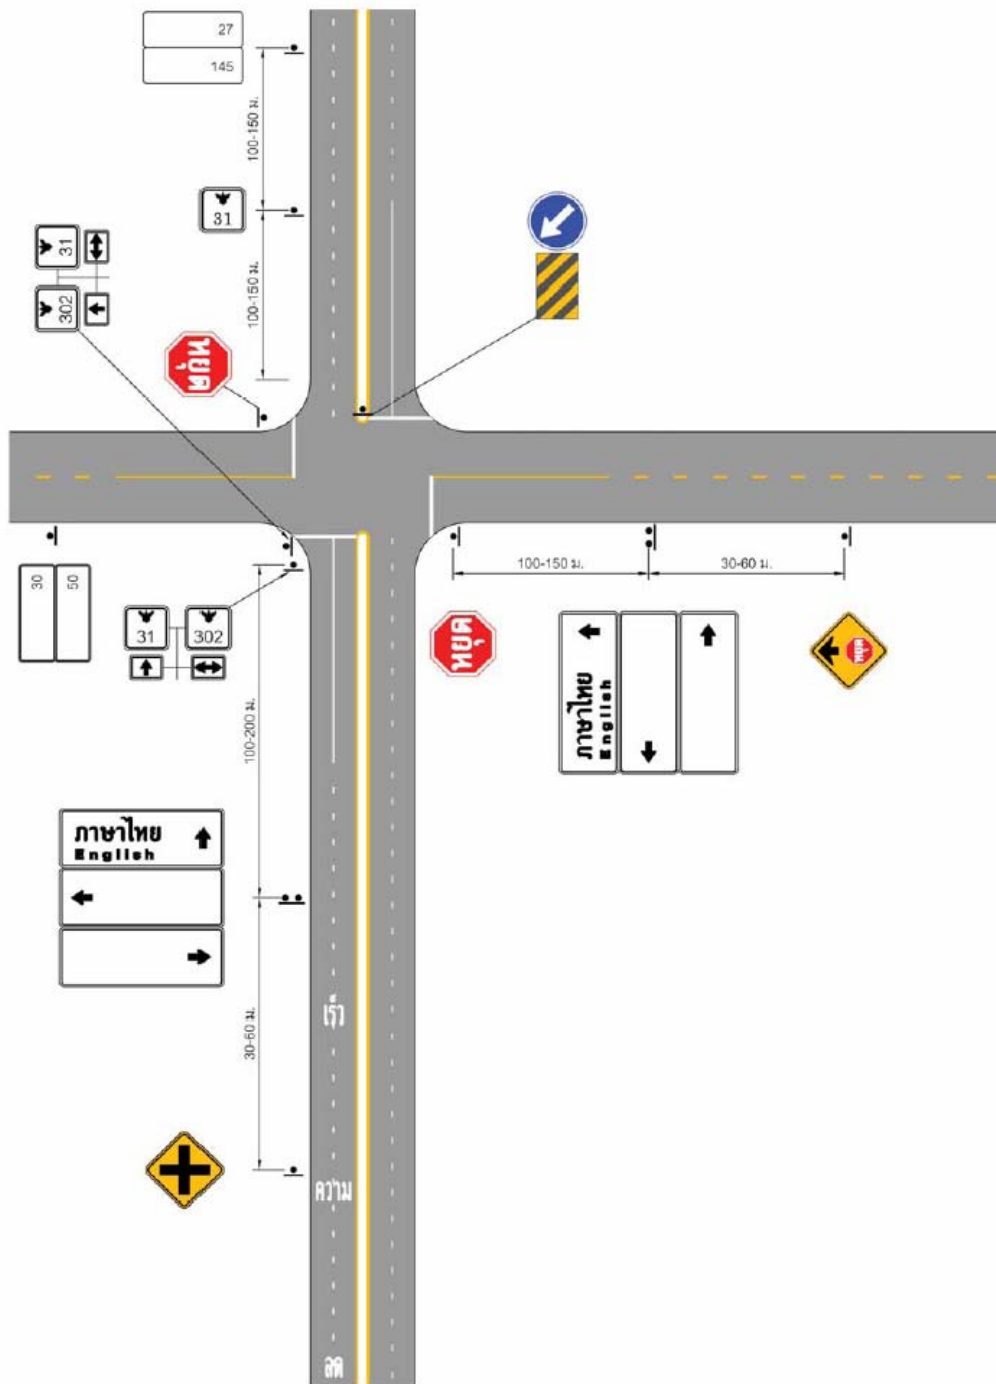 27
145
100-150 ม.
31
100-150 ม.
31
302
หยุด
30
50
31
302
100-200 ม.
หยุด
100-150 ม.
30-60 ม.
ภาษาไทย
English
หยุด
ภาษาไทย
English
30-60 ม.
เร็ว
ความ
ลด